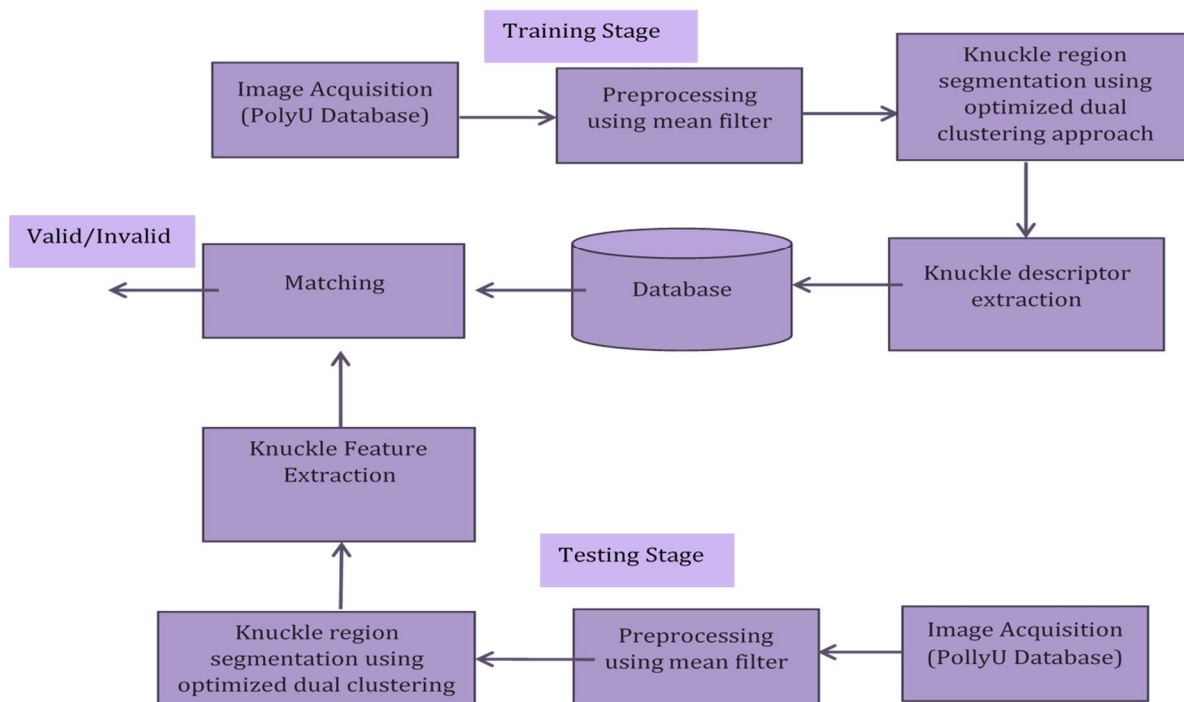 Training Stage
Image Acquisition
(PolyU Database)
Preprocessing
using mean filter
Knuckle region
segmentation using
optimized dual
clustering approach
Valid/Invalid
Matching
Database
Knuckle descriptor
extraction
Knuckle Feature
Extraction
Testing Stage
Knuckle region
segmentation using
optimized dual clustering
Preprocessing
using mean filter
Image Acquisition
(PollyU Database)